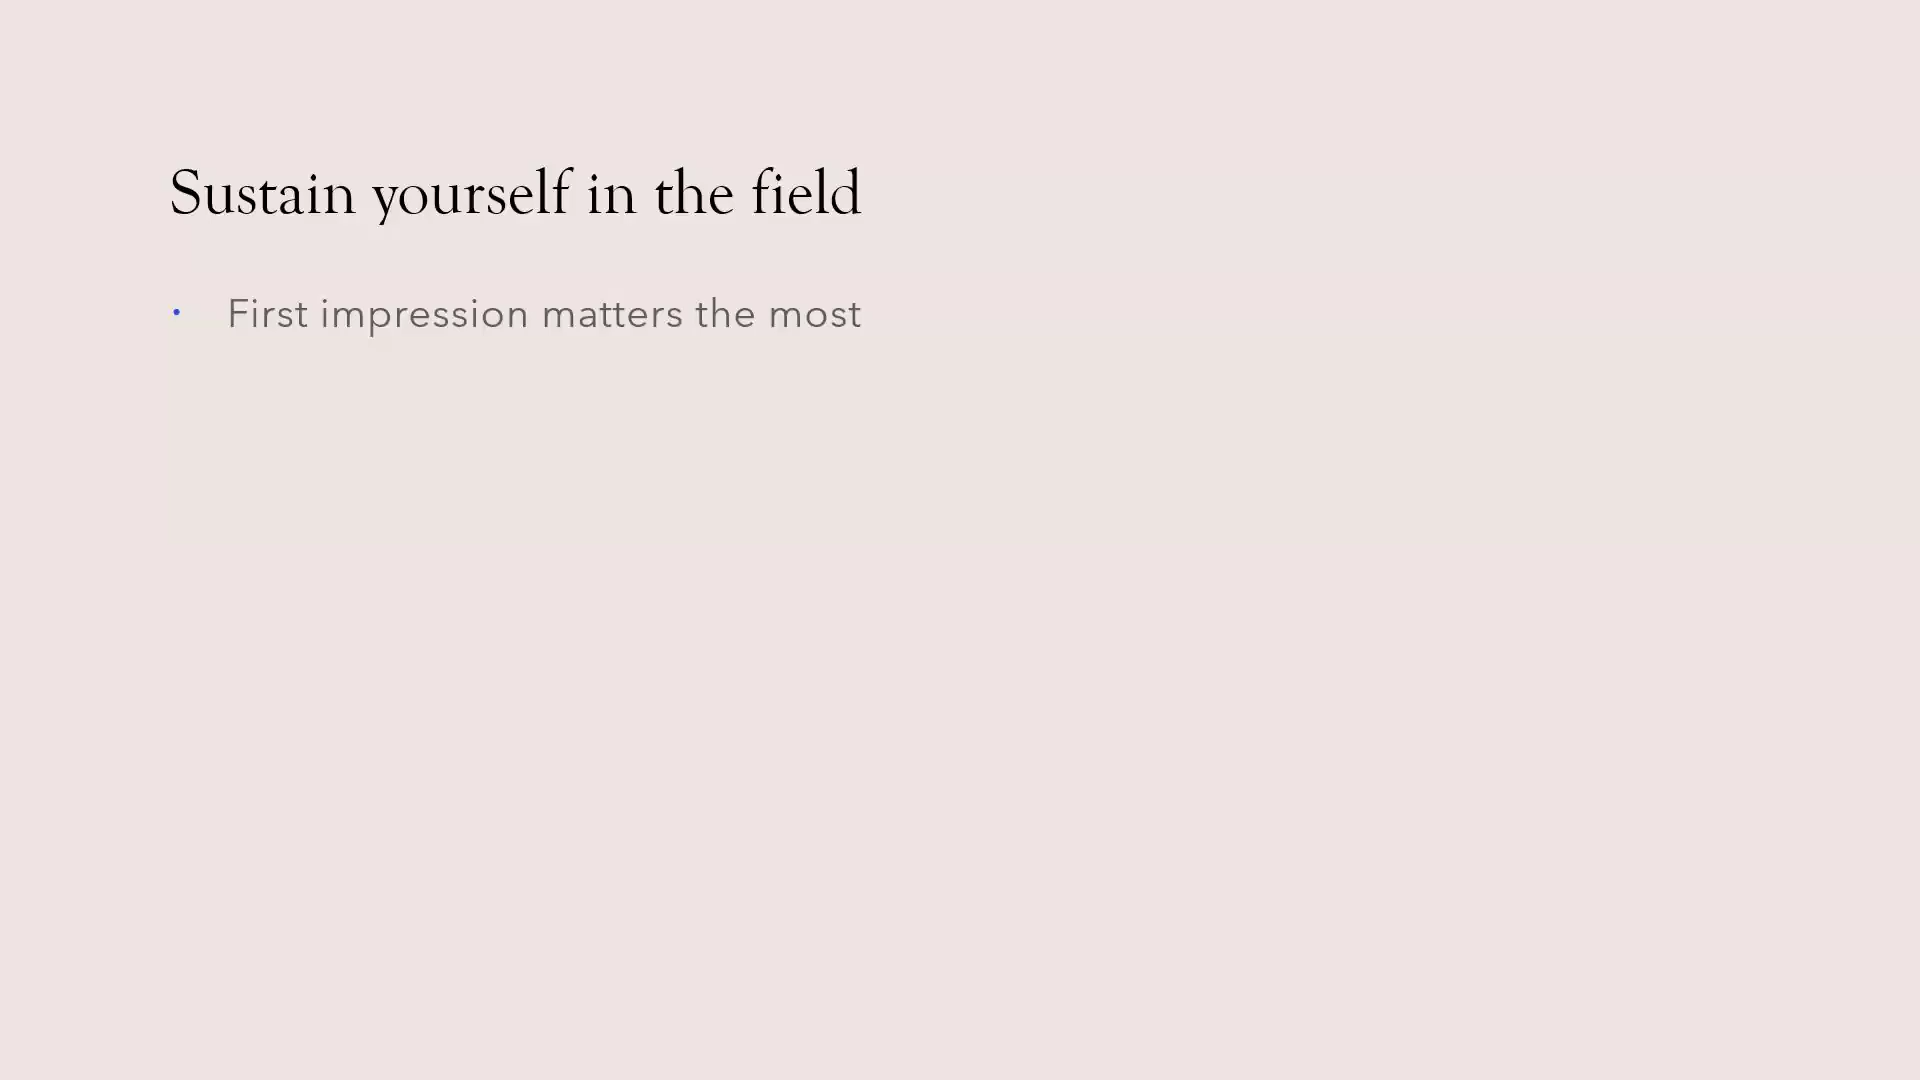 Sustain yourself in the field
• First impression matters the most